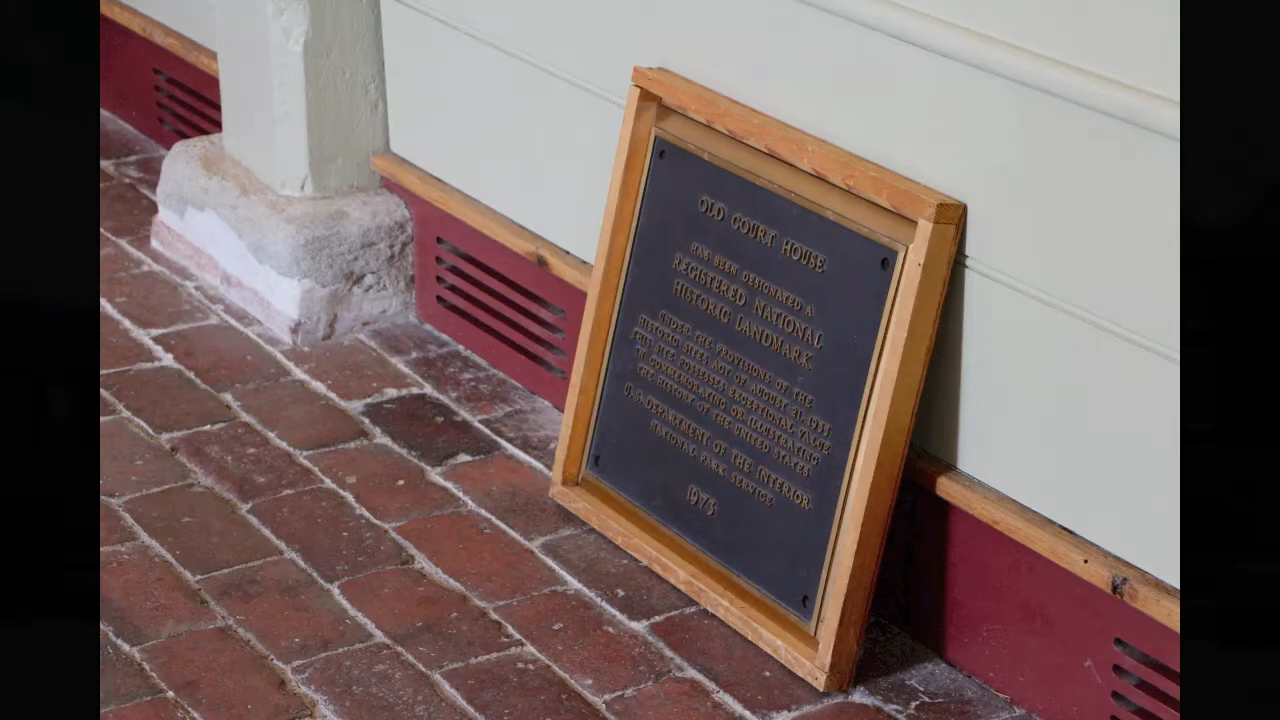 OLD COURT HOUSE
HAS BEEN DESIGNATED A
REGISTERED NATIONAL
HISTORIC LANDMARK
UNDER THE PROVISIONS OF THE
HISTORIC SITES ACT OF AUGUST 21, 1935
THIS SITE POSSESSES EXCEPTIONAL VALUE
IN COMMEMORATING OR ILLUSTRATING
THE HISTORY OF THE UNITED STATES
U. S. DEPARTMENT OF THE INTERIOR
NATIONAL PARK SERVICE
1973